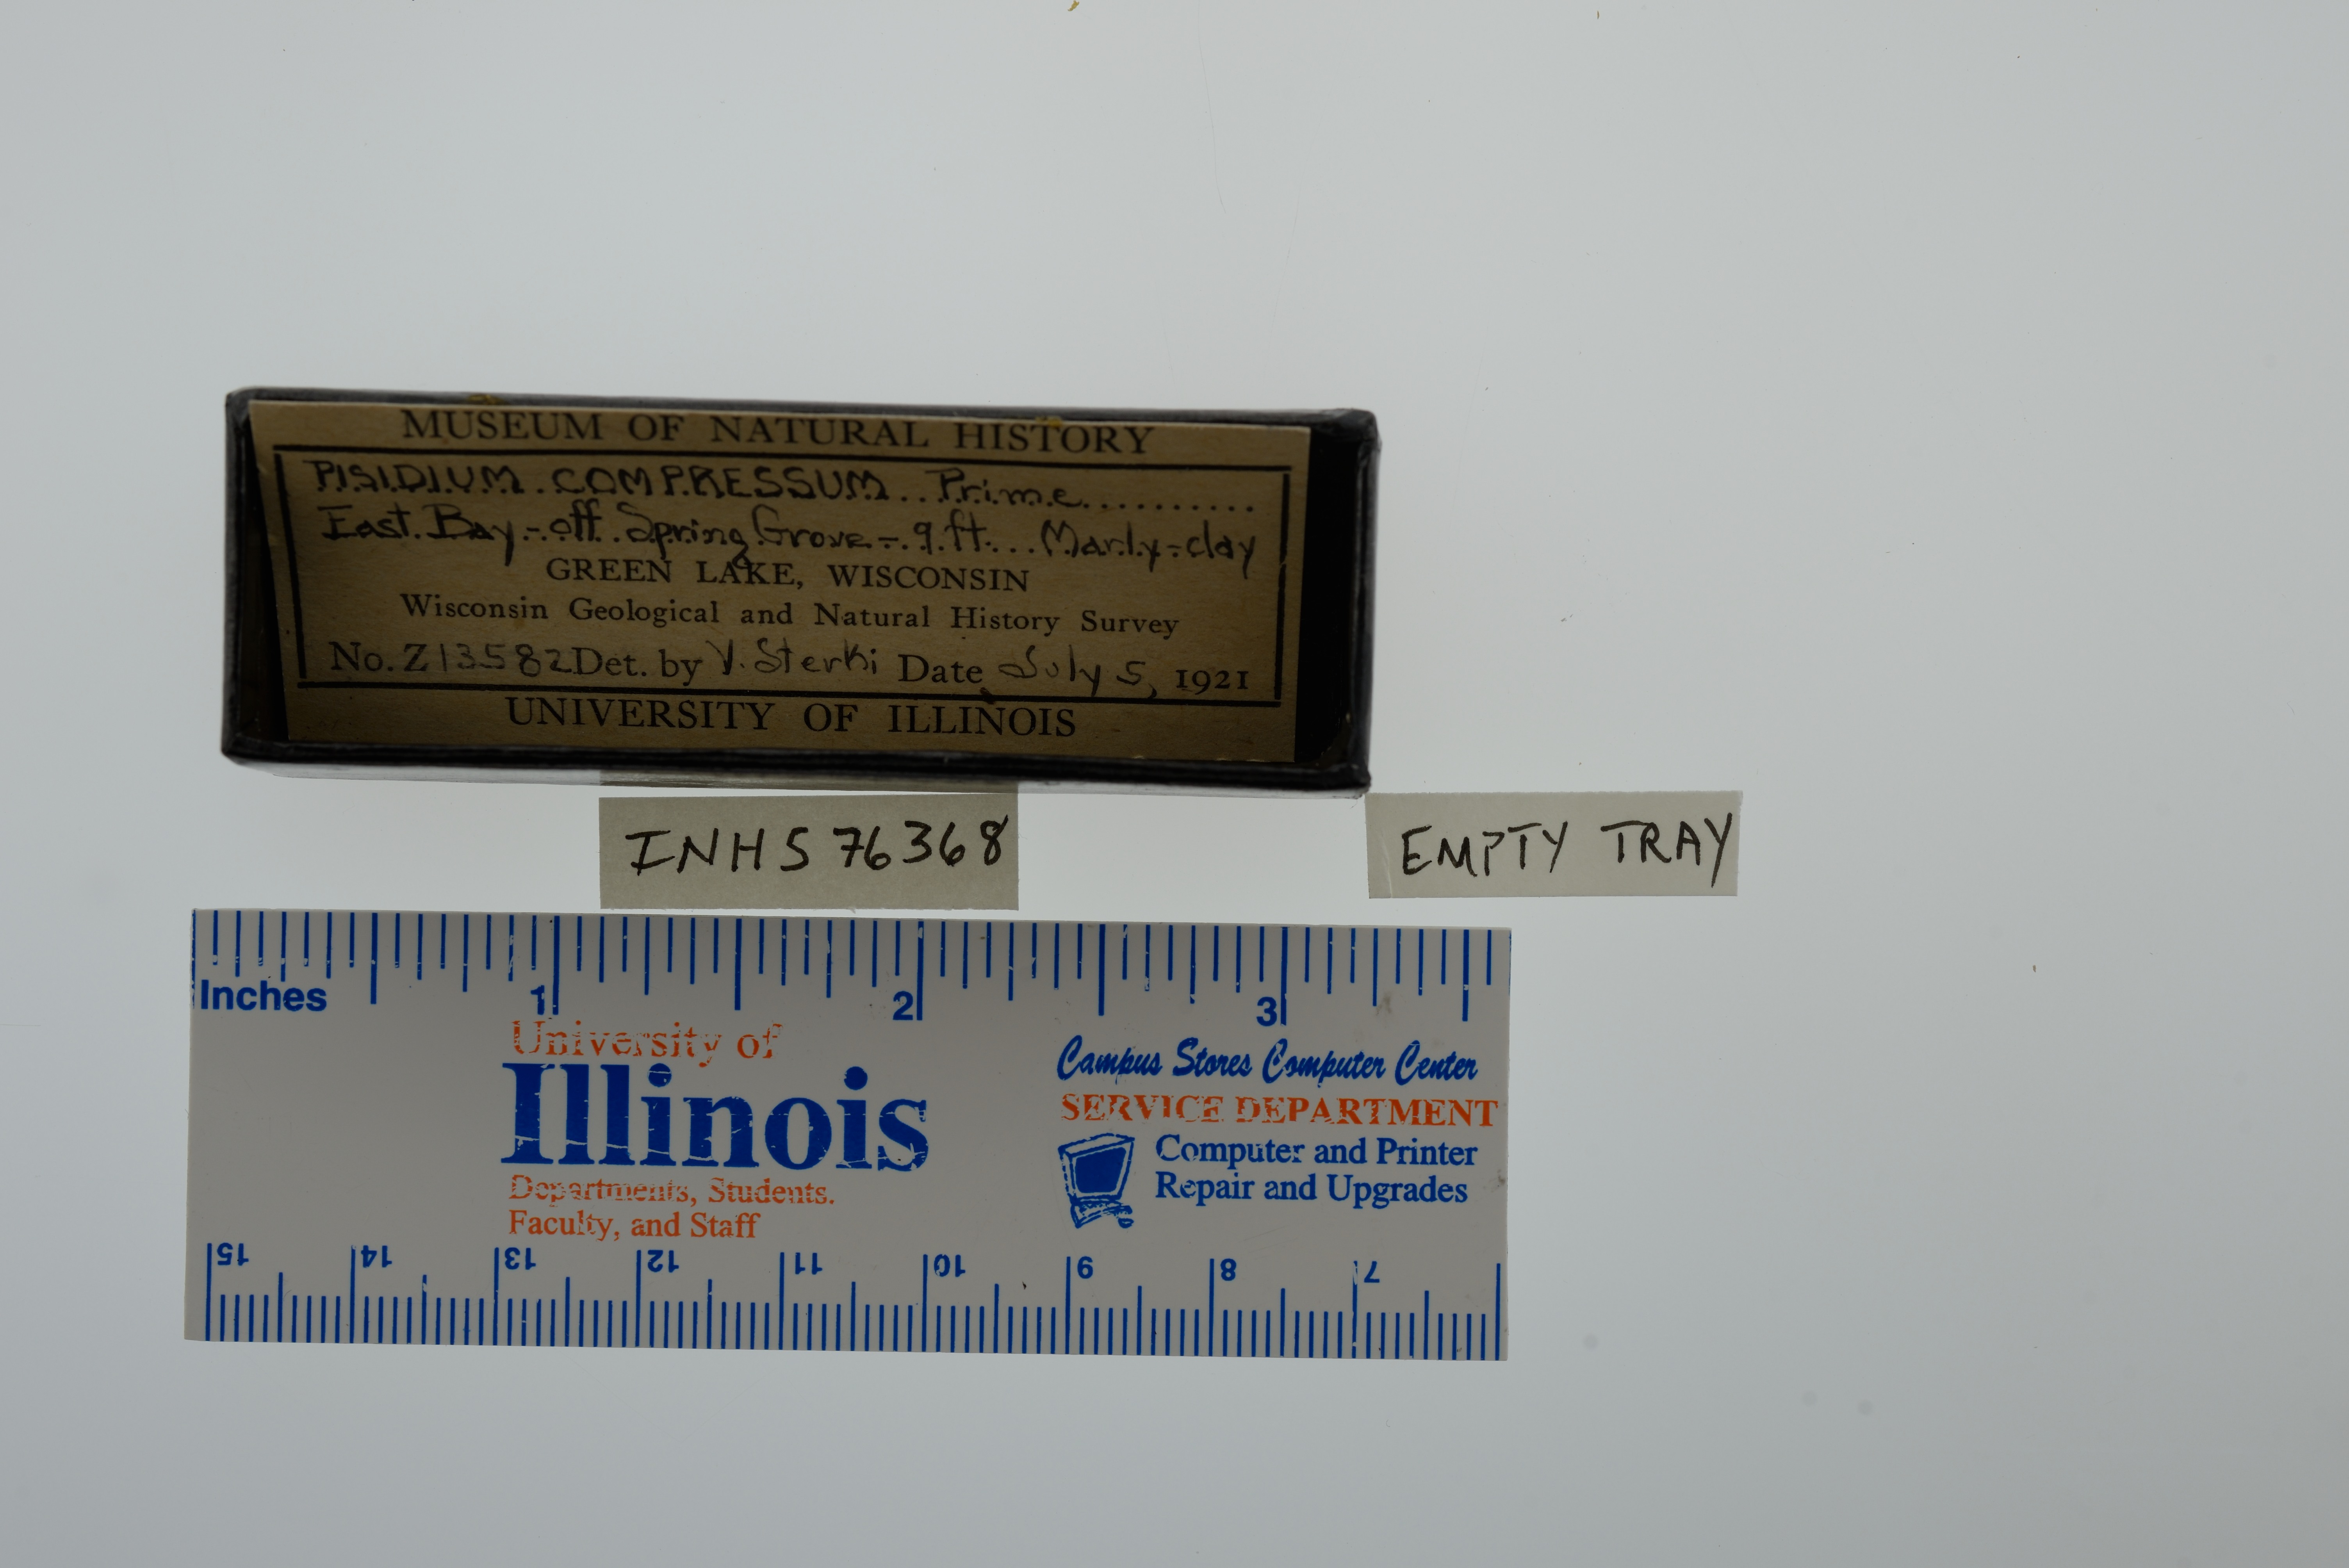 MUSEUM OF NATURAL HISTORY
PISIDIUM COMPRESSUM.. Prime..........
East Bay - off Spring Grove - 9 ft... Marly-clay
GREEN LAKE, WISCONSIN
Wisconsin Geological and Natural History Survey
No. Z13582 Det. by V. Sterki Date July 5, 1921
UNIVERSITY OF ILLINOIS
INHS 76368
EMPTY TRAY
1 2 3
Inches
University of
Illinois
Departments, Students.
Faculty, and Staff
Campus Stores Computer Center
SERVICE DEPARTMENT
Computer and Printer
Repair and Upgrades
15 14 13 12 11 10 9 8 7